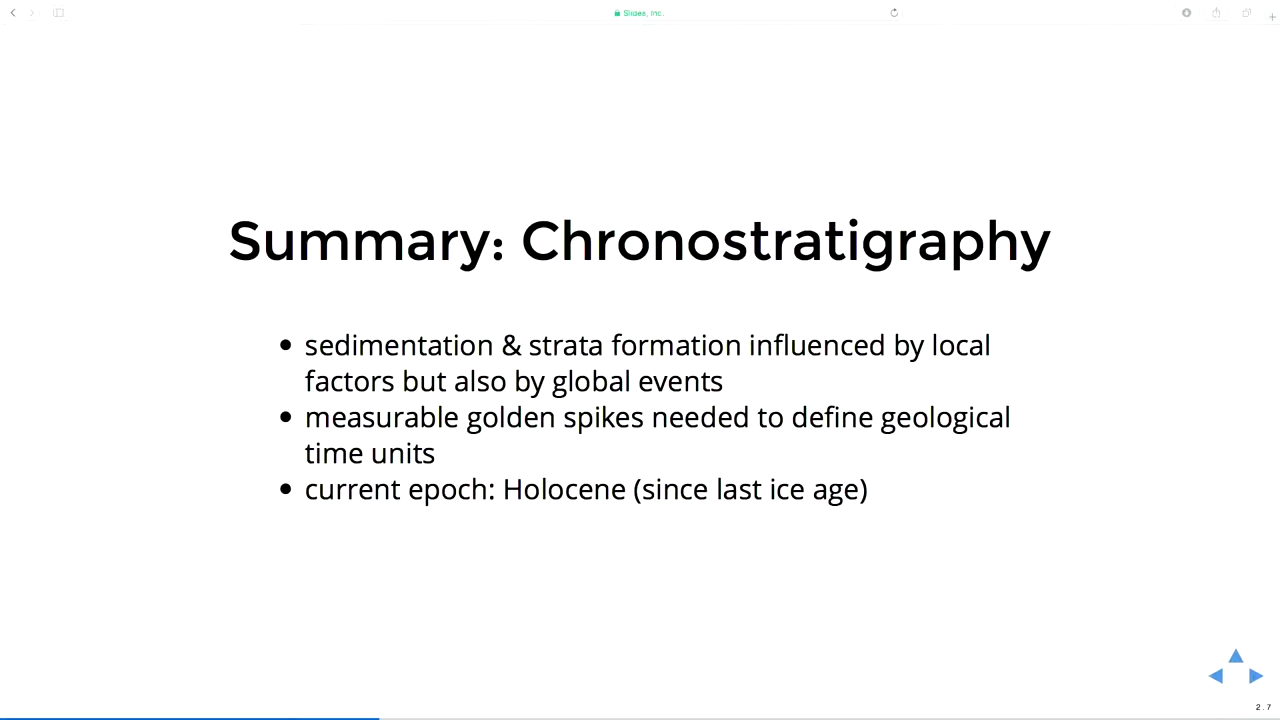 Slides, Inc.
Summary: Chronostratigraphy
• sedimentation & strata formation influenced by local
factors but also by global events
• measurable golden spikes needed to define geological
time units
• current epoch: Holocene (since last ice age)
2.7